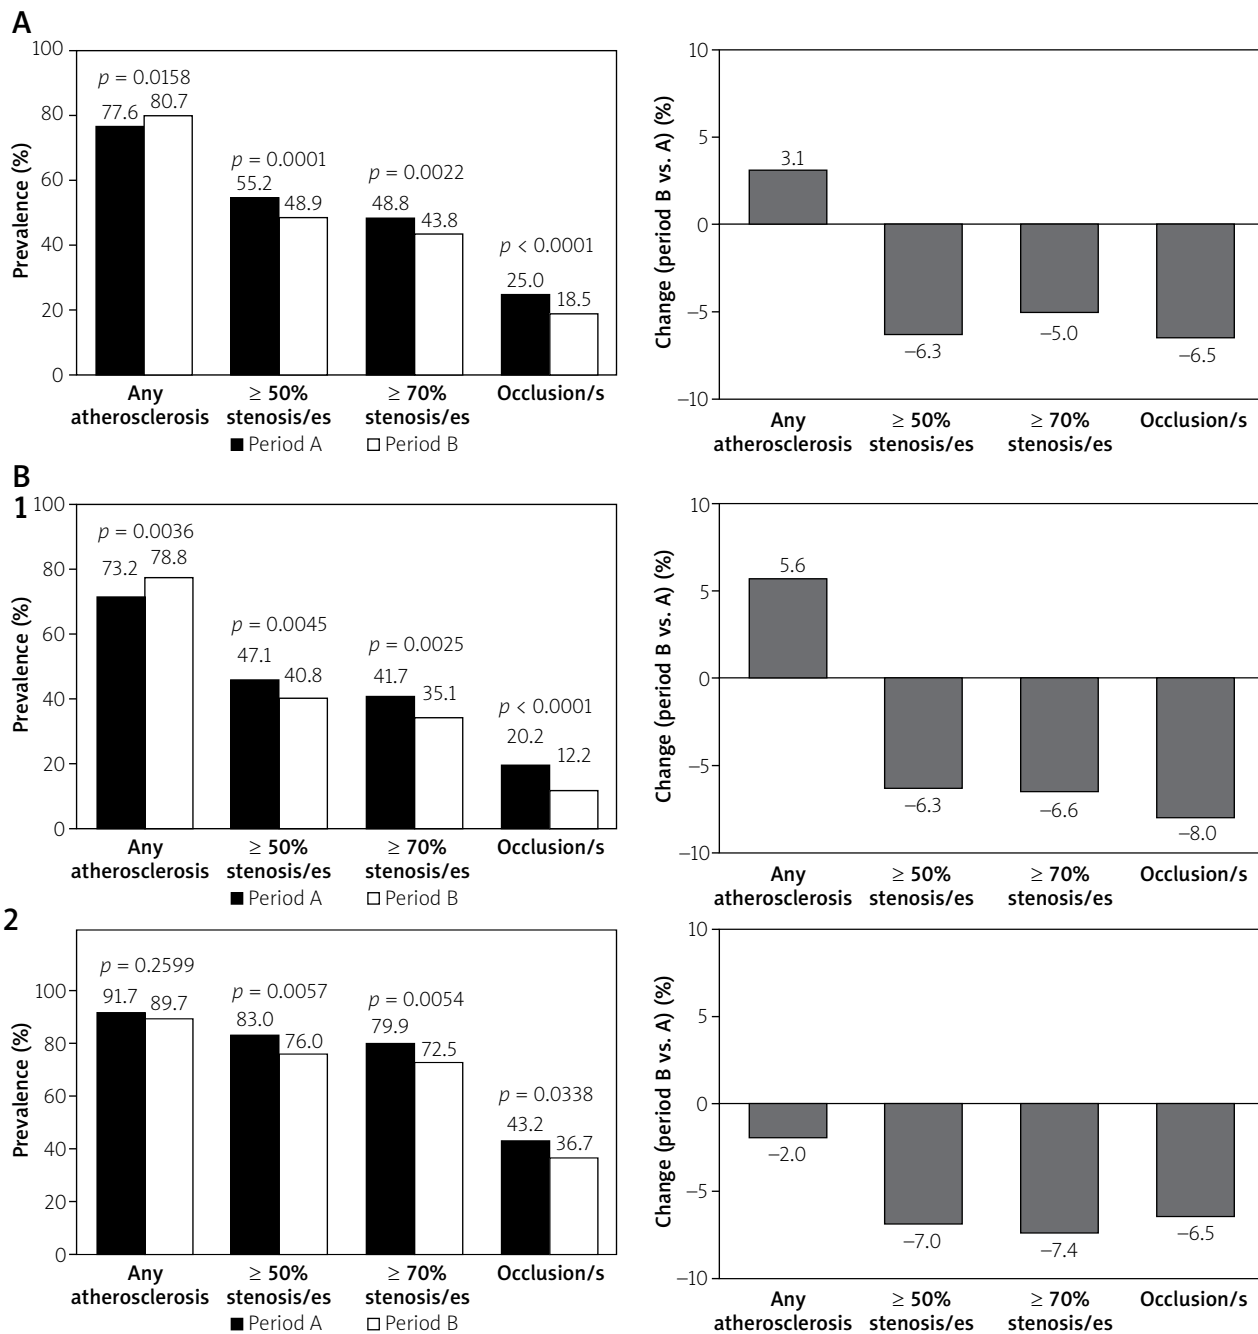 A
Prevalence (%)
100
80
60
40
20
0
p = 0.0158
77.6 80.7
p = 0.0001
55.2
48.9
p = 0.0022
48.8
43.8
p < 0.0001
25.0
18.5
Any
atherosclerosis
≥ 50%
stenosis/es
≥ 70%
stenosis/es
Occlusion/s
Period A Period B
Change (period B vs. A) (%)
10
5
0
–5
–10
3.1
–6.3
–5.0
–6.5
Any
atherosclerosis
≥ 50%
stenosis/es
≥ 70%
stenosis/es
Occlusion/s
B
1
Prevalence (%)
100
80
60
40
20
0
p = 0.0036
73.2 78.8
p = 0.0045
47.1
40.8
p = 0.0025
41.7
35.1
p < 0.0001
20.2
12.2
Any
atherosclerosis
≥ 50%
stenosis/es
≥ 70%
stenosis/es
Occlusion/s
Period A Period B
Change (period B vs. A) (%)
10
5
0
–5
–10
5.6
–6.3
–6.6
–8.0
Any
atherosclerosis
≥ 50%
stenosis/es
≥ 70%
stenosis/es
Occlusion/s
2
Prevalence (%)
100
80
60
40
20
0
p = 0.2599
91.7 89.7
p = 0.0057
83.0
76.0
p = 0.0054
79.9
72.5
p = 0.0338
43.2
36.7
Any
atherosclerosis
≥ 50%
stenosis/es
≥ 70%
stenosis/es
Occlusion/s
Period A Period B
Change (period B vs. A) (%)
10
5
0
–5
–10
–2.0
–7.0
–7.4
–6.5
Any
atherosclerosis
≥ 50%
stenosis/es
≥ 70%
stenosis/es
Occlusion/s